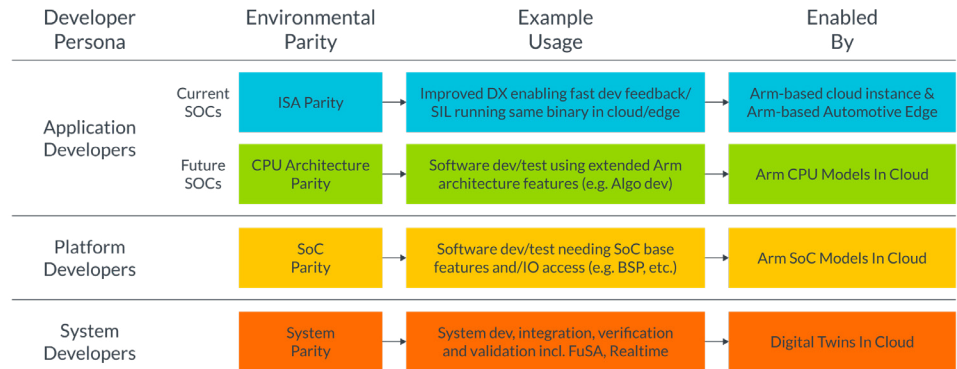 Developer
Persona
Environmental
Parity
Example
Usage
Enabled
By
Application
Developers
Current
SOCs
ISA Parity
Improved DX enabling fast dev feedback/
SIL running same binary in cloud/edge
Arm-based cloud instance &
Arm-based Automotive Edge
Future
SOCs
CPU Architecture
Parity
Software dev/test using extended Arm
architecture features (e.g. Algo dev)
Arm CPU Models In Cloud
Platform
Developers
SoC
Parity
Software dev/test needing SoC base
features and/IO access (e.g. BSP, etc.)
Arm SoC Models In Cloud
System
Developers
System
Parity
System dev, integration, verification
and validation incl. FuSA, Realtime
Digital Twins In Cloud